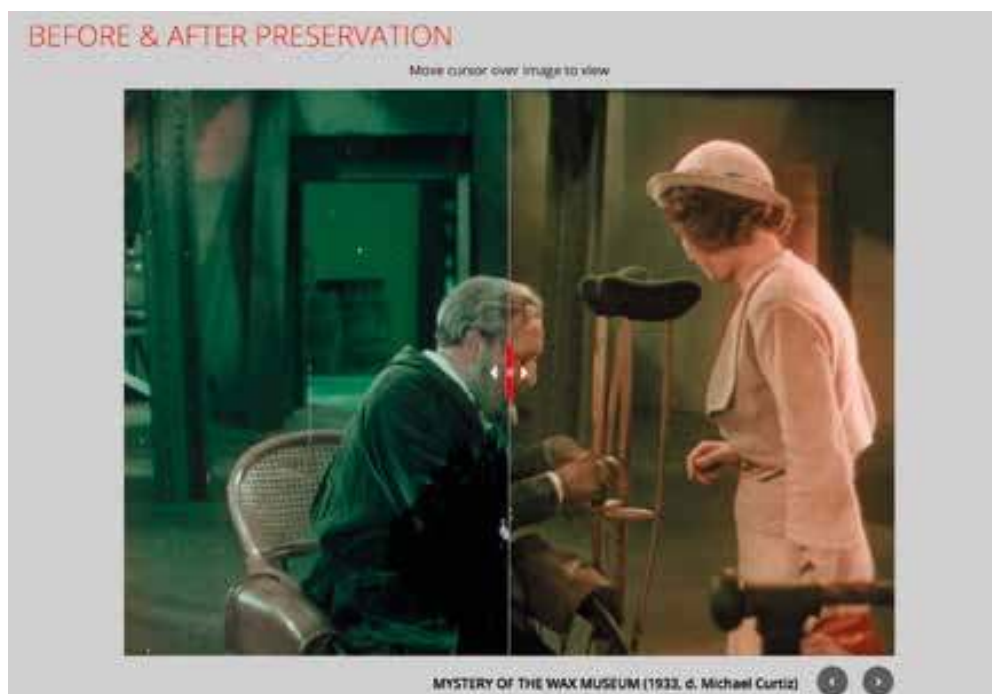 BEFORE & AFTER PRESERVATION
Move cursor over image to view
MYSTERY OF THE WAX MUSEUM (1933, d. Michael Curtiz)